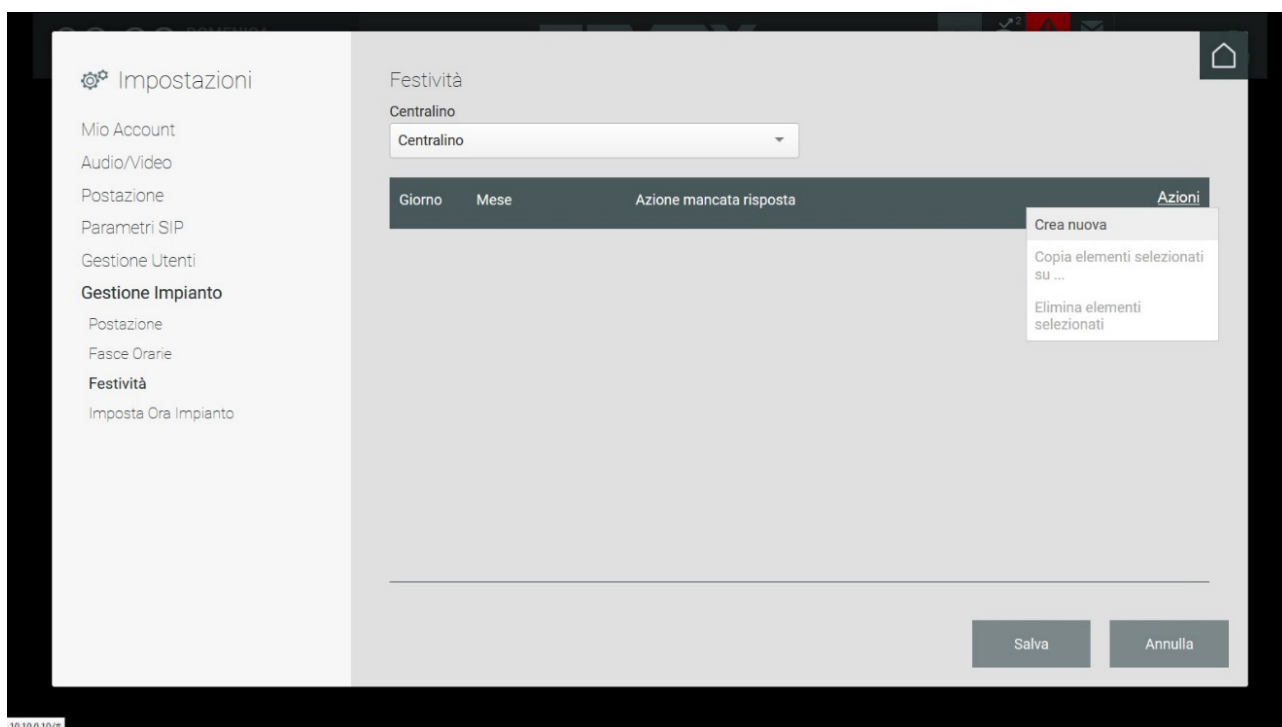 Impostazioni
Mio Account
Audio/Video
Postazione
Parametri SIP
Gestione Utenti
Gestione Impianto
Postazione
Fasce Orarie
Festività
Imposta Ora Impianto
Festività
Centralino
Centralino
Giorno Mese Azione mancata risposta Azioni
Crea nuova
Copia elementi selezionati
su ...
Elimina elementi
selezionati
Salva Annulla
2